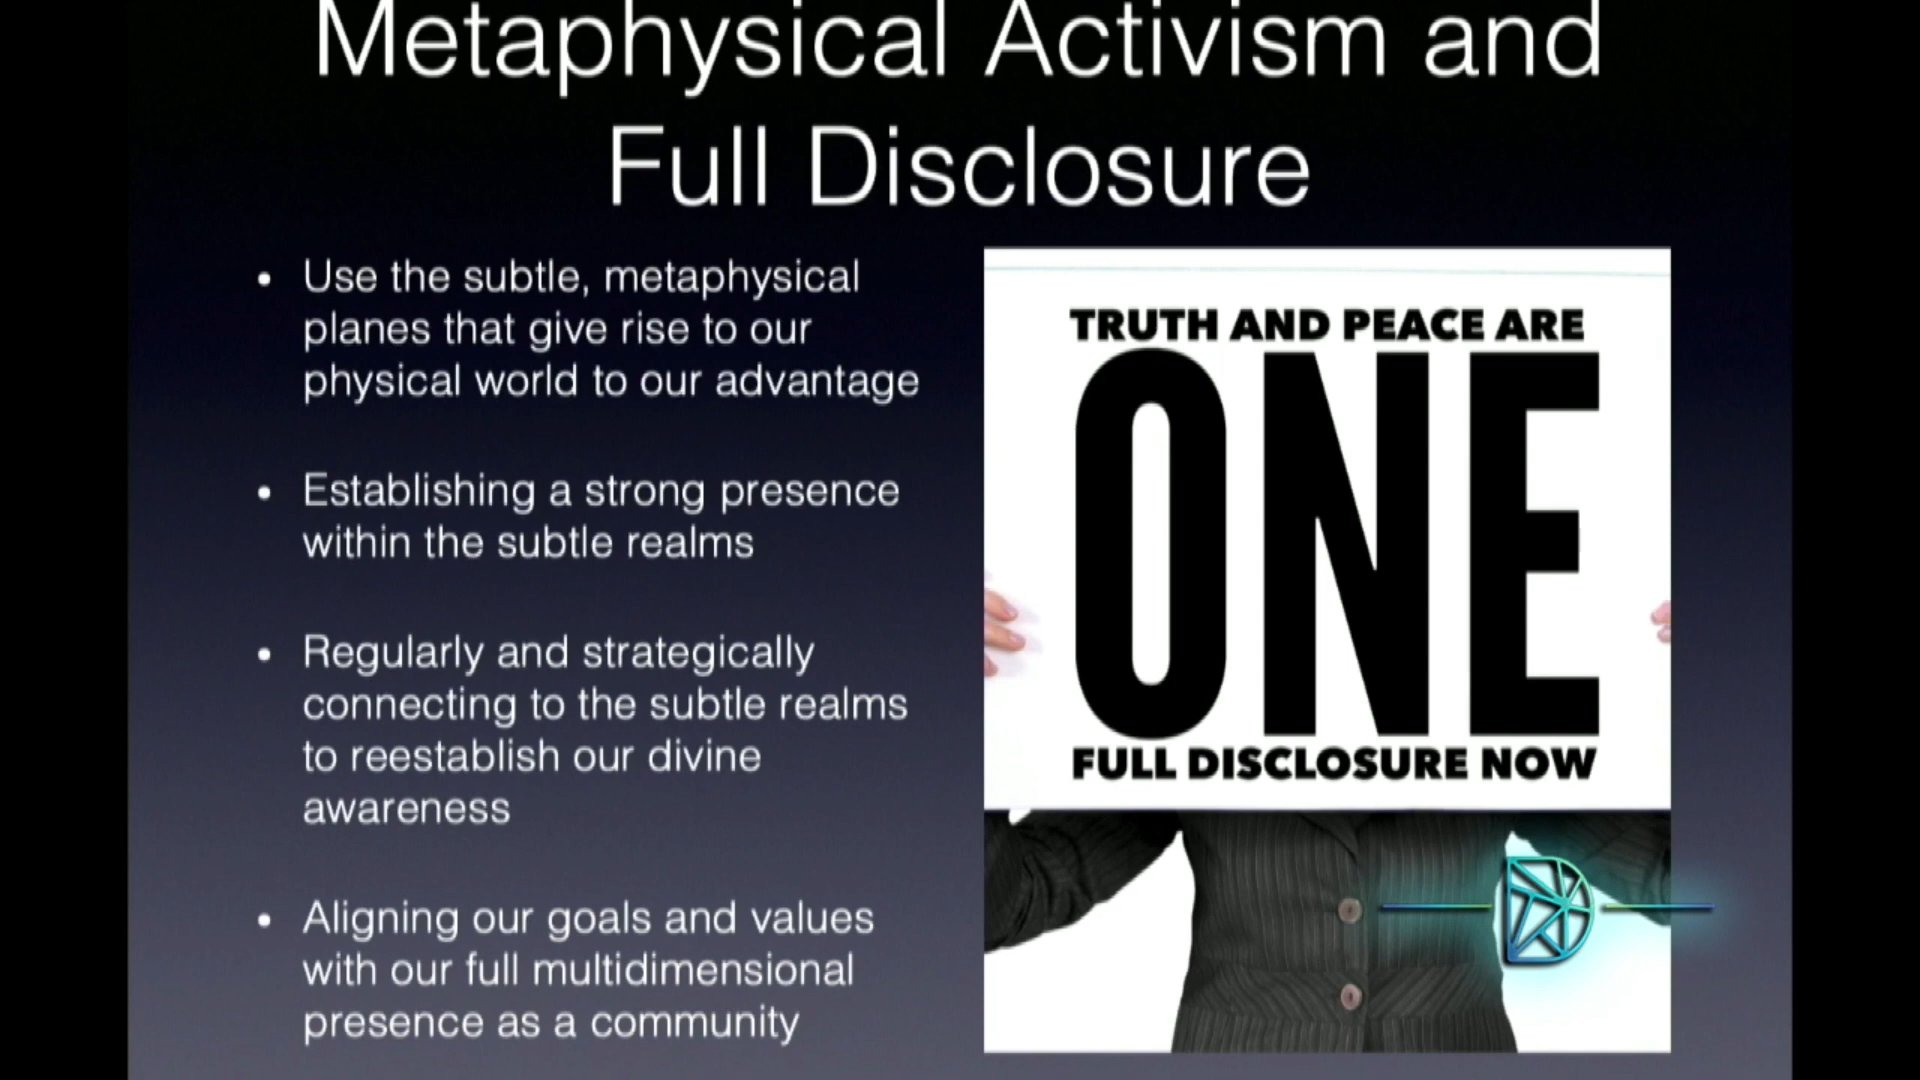 Metaphysical Activism and
Full Disclosure
• Use the subtle, metaphysical
planes that give rise to our
physical world to our advantage
• Establishing a strong presence
within the subtle realms
• Regularly and strategically
connecting to the subtle realms
to reestablish our divine
awareness
• Aligning our goals and values
with our full multidimensional
presence as a community
TRUTH AND PEACE ARE
ONE
FULL DISCLOSURE NOW
D